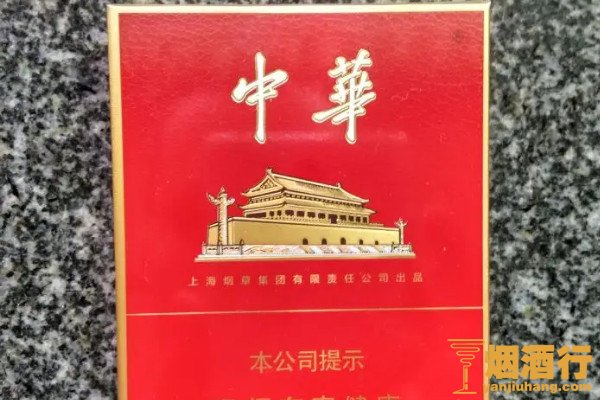 中華
上海烟草集团有限责任公司出品
本公司提示
烟酒行
yanjiuhang.com